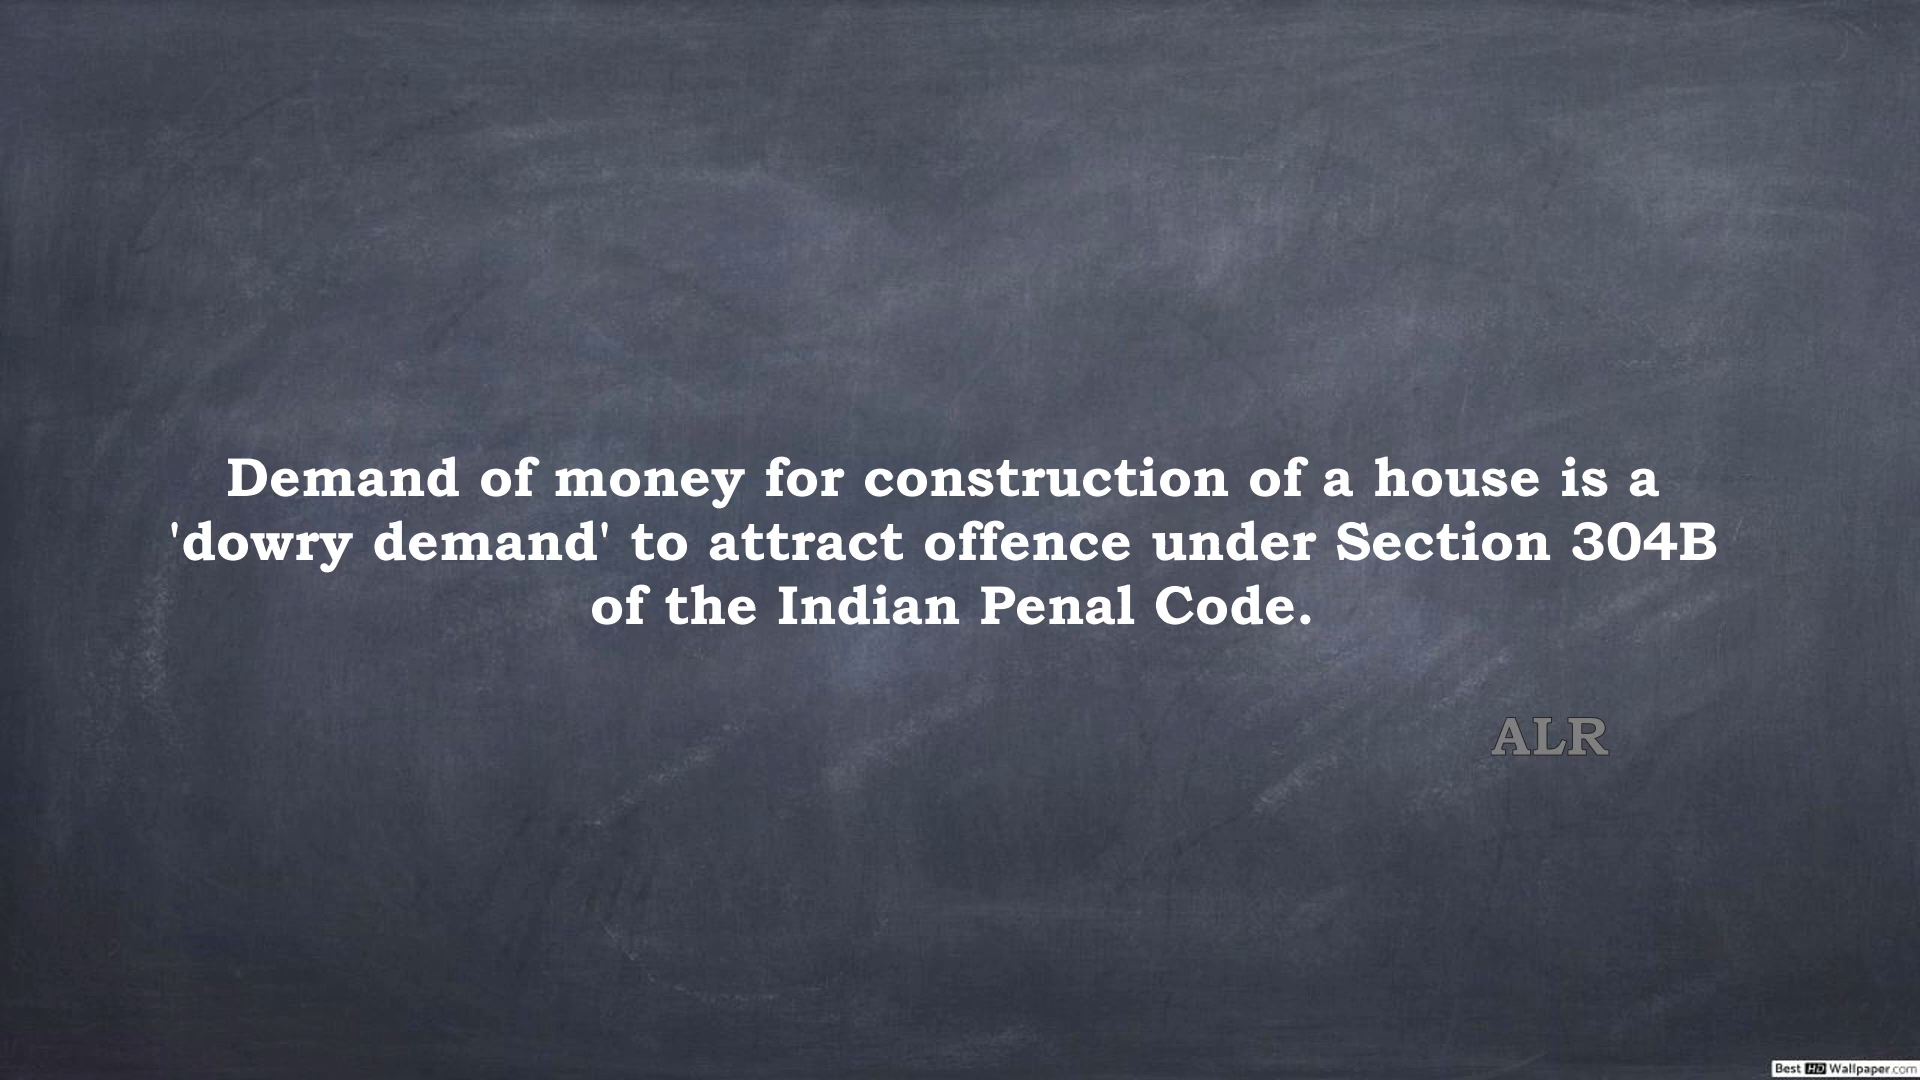 Demand of money for construction of a house is a
'dowry demand' to attract offence under Section 304B
of the Indian Penal Code.
ALR
Best HD Wallpaper.com